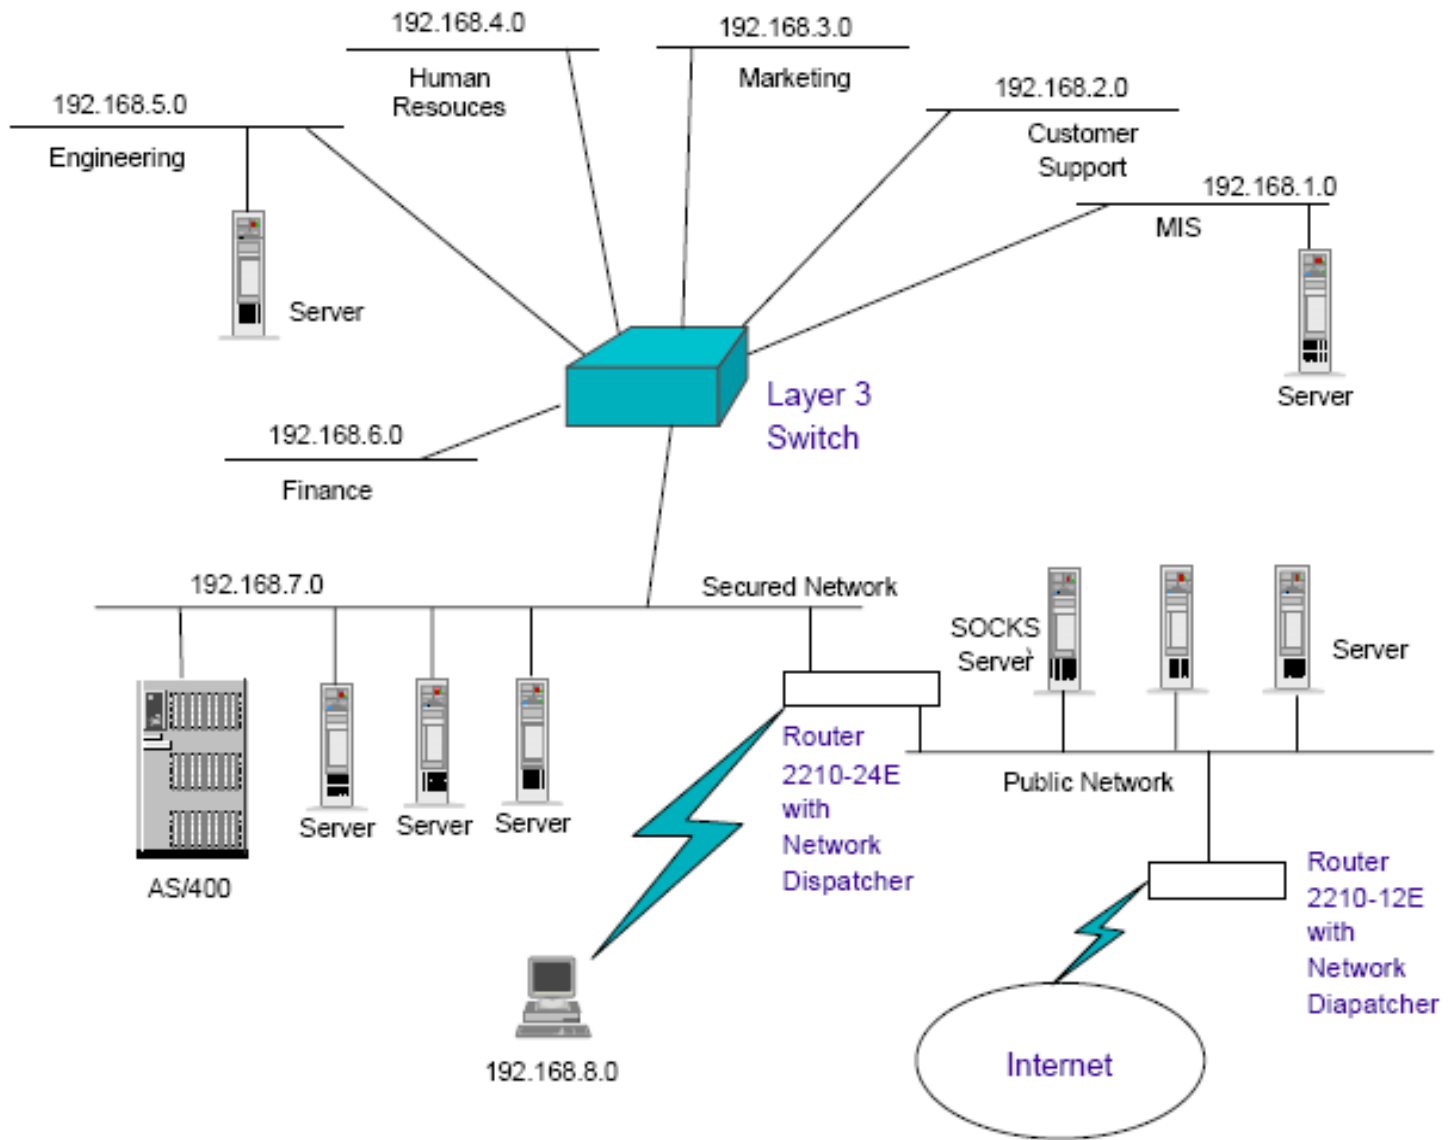 192.168.4.0
Human
Resouces
192.168.3.0
Marketing
192.168.5.0
Engineering
192.168.2.0
Customer
Support
192.168.1.0
MIS
Server
Server
Layer 3
Switch
192.168.6.0
Finance
192.168.7.0
Secured Network
SOCKS
Server
Server
Router
2210-24E
with
Network
Dispatcher
Public Network
Server
Server
Server
AS/400
Router
2210-12E
with
Network
Diapatcher
192.168.8.0
Internet